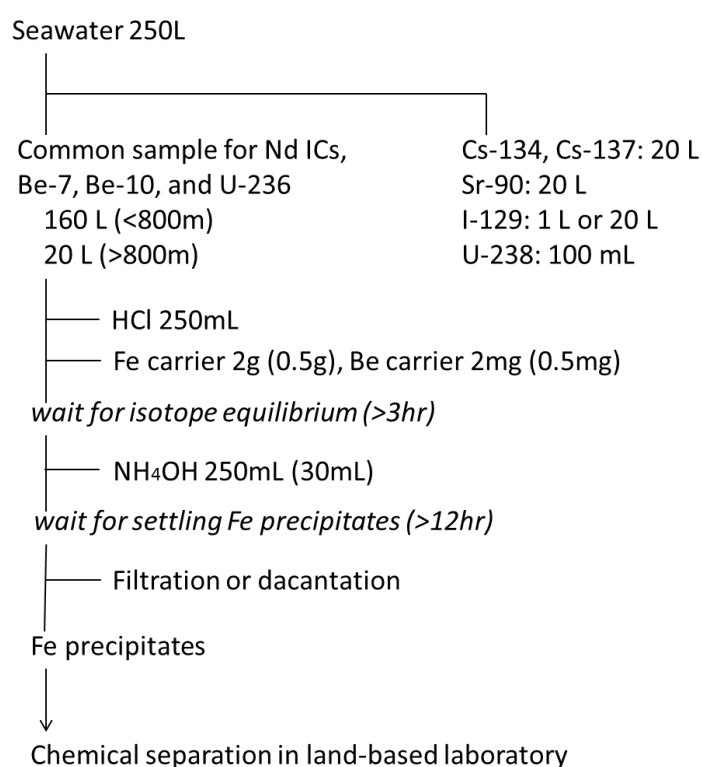 Seawater 250L
Common sample for Nd ICs,
Be-7, Be-10, and U-236
160 L (<800m)
20 L (>800m)
Cs-134, Cs-137: 20 L
Sr-90: 20 L
I-129: 1 L or 20 L
U-238: 100 mL
HCl 250mL
Fe carrier 2g (0.5g), Be carrier 2mg (0.5mg)
wait for isotope equilibrium (>3hr)
NH₄OH 250mL (30mL)
wait for settling Fe precipitates (>12hr)
Filtration or dacantation
Fe precipitates
Chemical separation in land-based laboratory